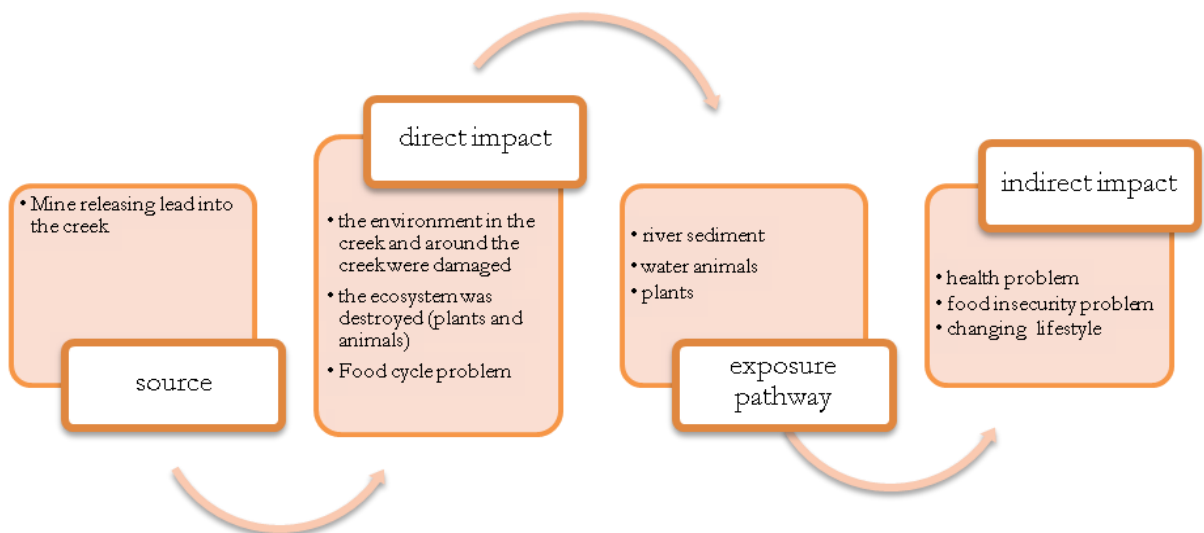 • Mine releasing lead into
the creek
source
direct impact
• the environment in the
creek and around the
creek were damaged
• the ecosystem was
destroyed (plants and
animals)
• Food cycle problem
• river sediment
• water animals
• plants
exposure
pathway
indirect impact
• health problem
• food insecurity problem
• changing lifestyle